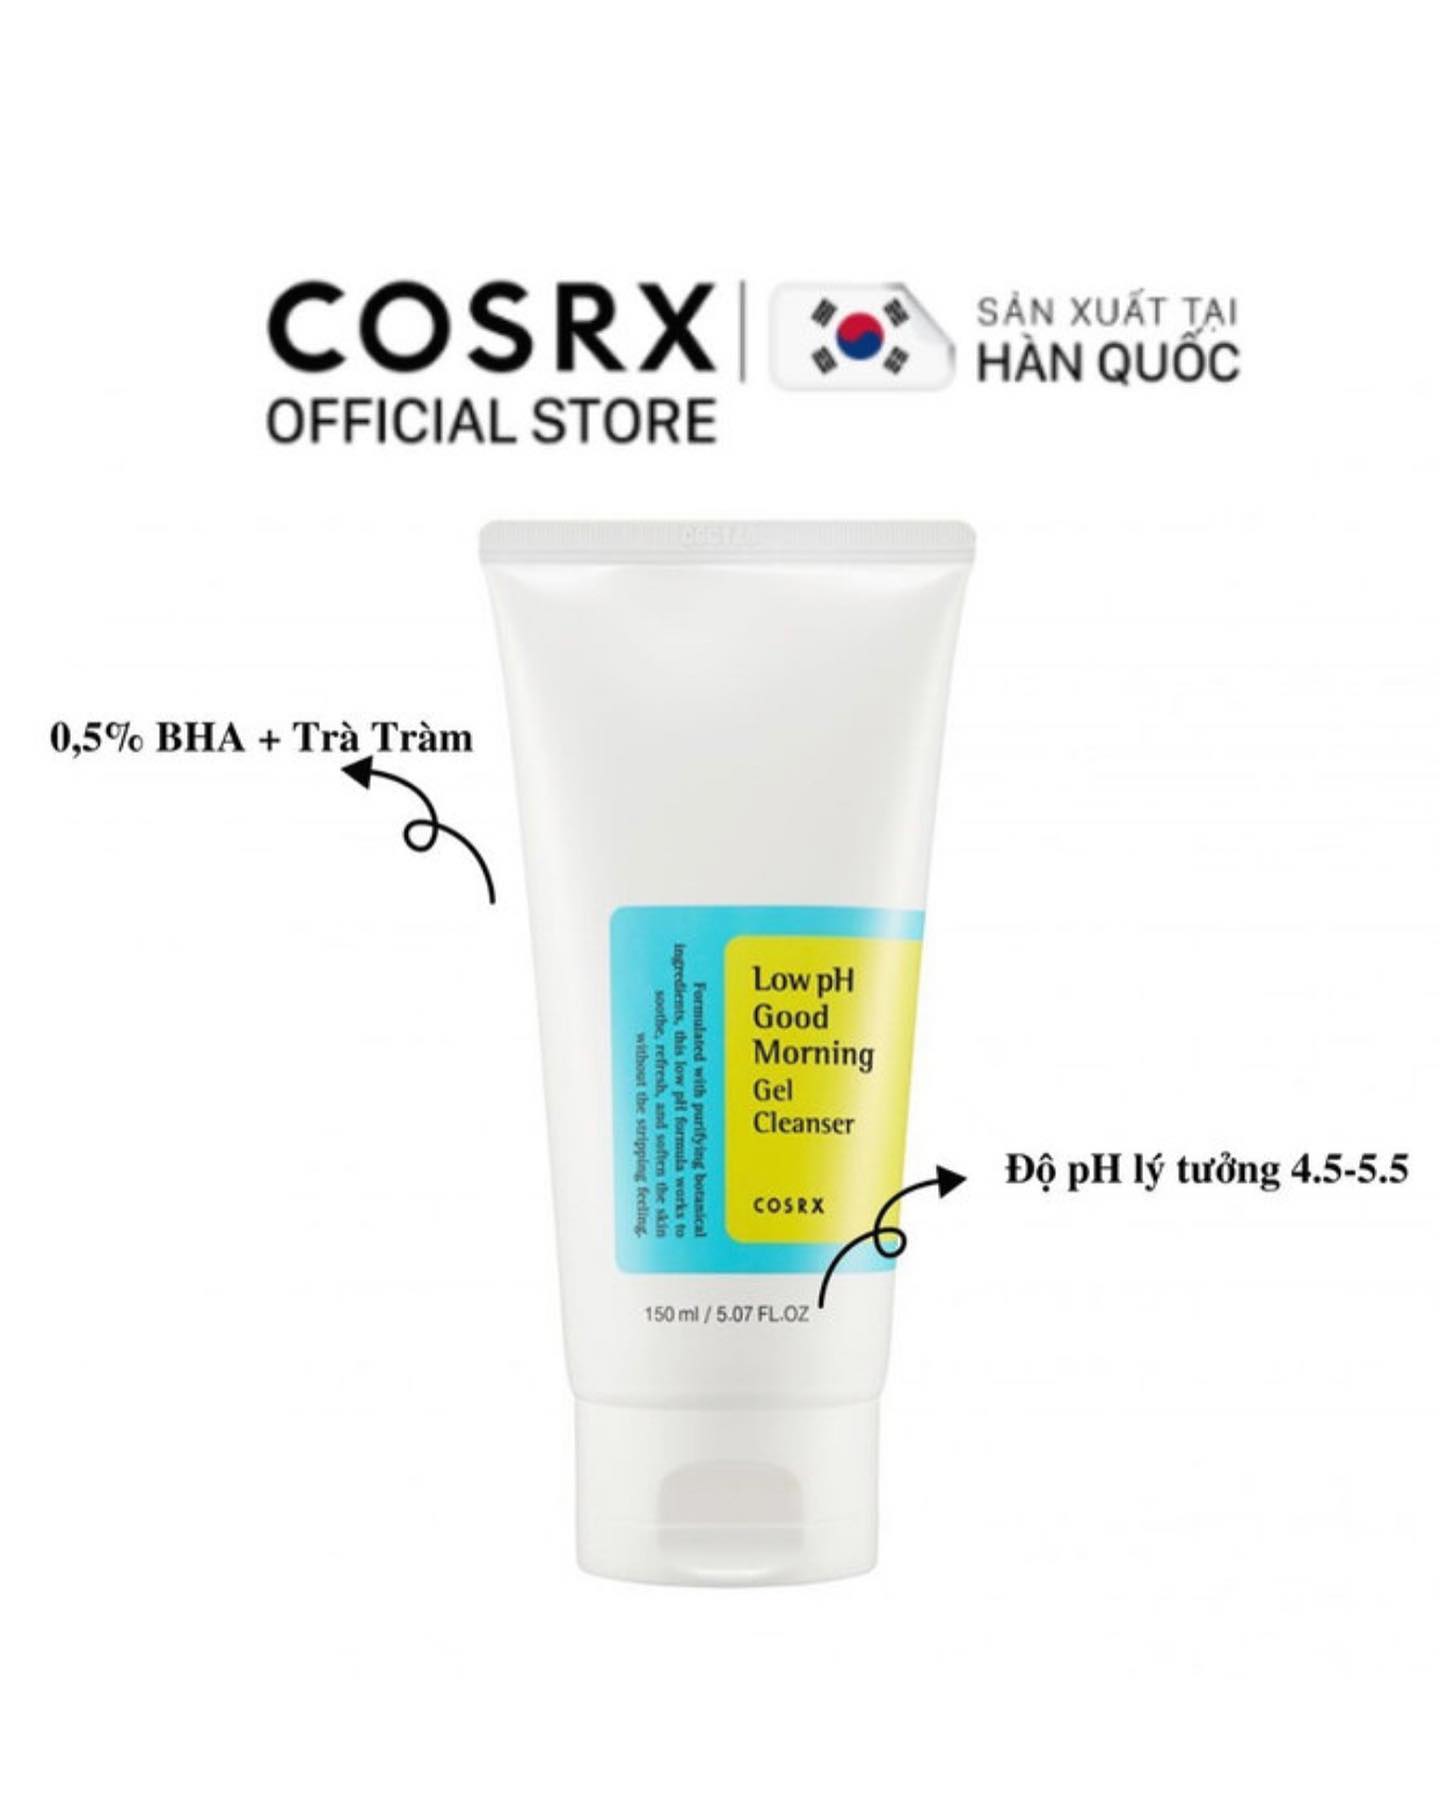 COSRX
OFFICIAL STORE
SẢN XUẤT TẠI
HÀN QUỐC
0,5% BHA + Trà Tràm
Formulated with purifying botanical
ingredients, this low pH formula works to
soothe, refresh, and soften the skin
without the stripping feeling.
Low pH
Good
Morning
Gel
Cleanser
COSRX
Độ pH lý tưởng 4.5-5.5
150 ml / 5.07 FL.OZ